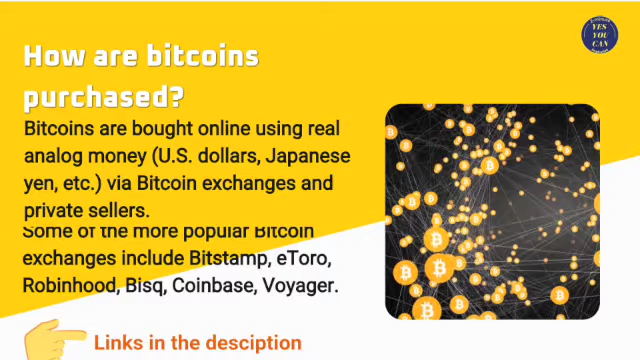 How are bitcoins
purchased?
Bitcoins are bought online using real
analog money (U.S. dollars, Japanese
yen, etc.) via Bitcoin exchanges and
private sellers.
Some of the more popular Bitcoin
exchanges include Bitstamp, eToro,
Robinhood, Bisq, Coinbase, Voyager.
Links in the desciption
YES
YOU
CAN